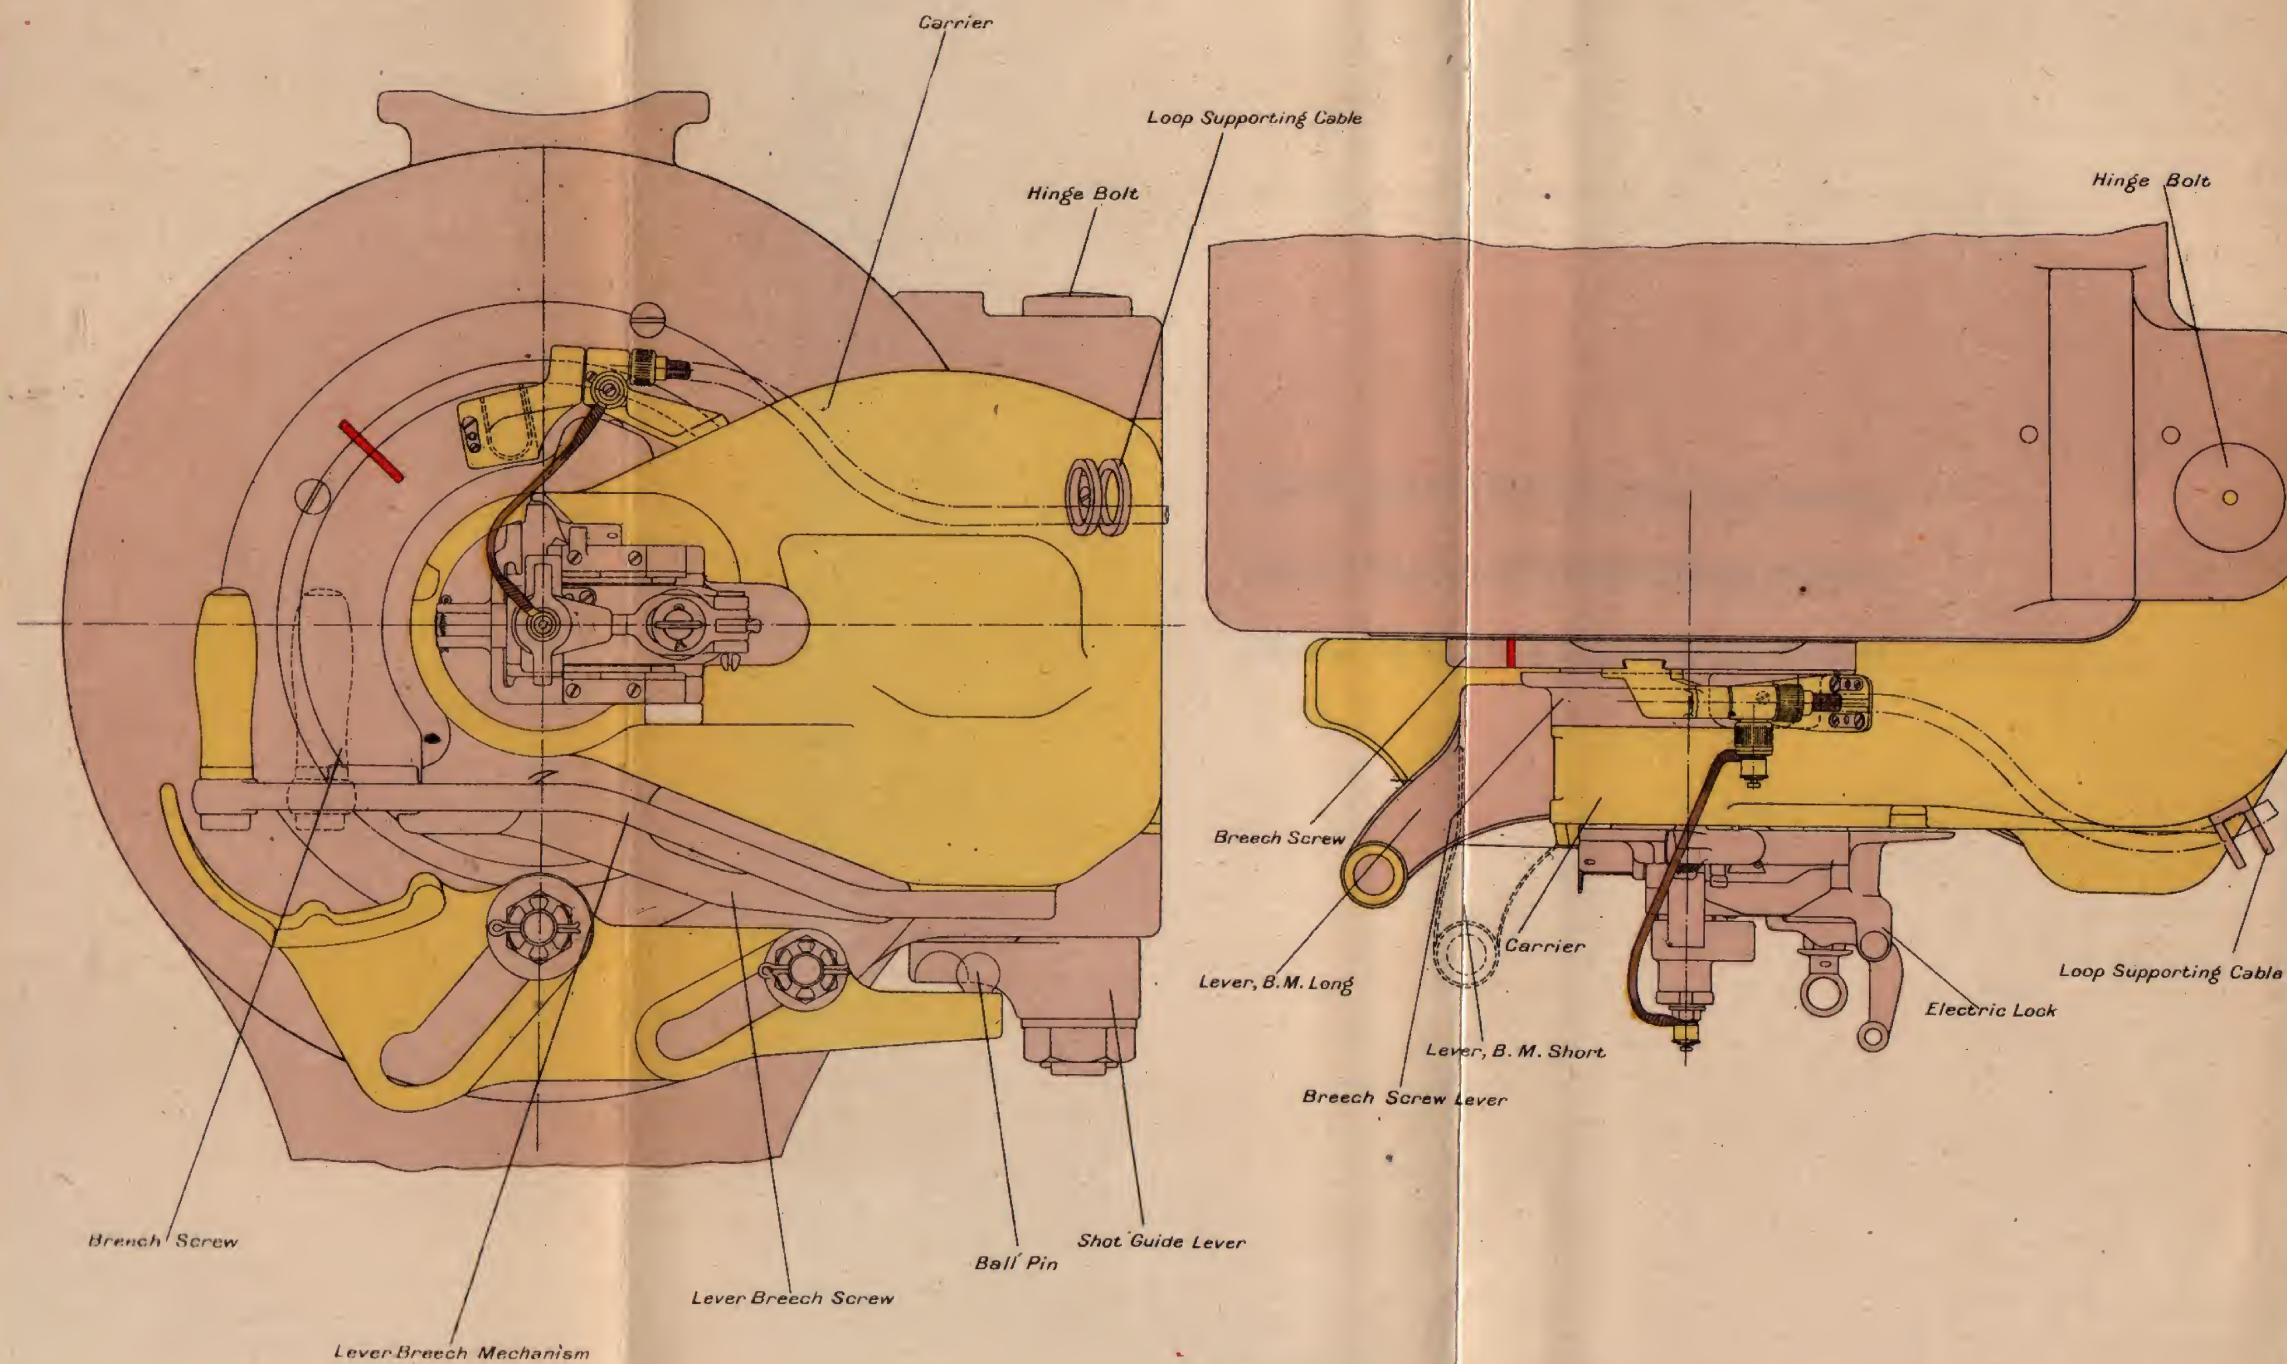 Carrier
Loop Supporting Cable
Hinge Bolt
Breech Screw
Lever Breech Mechanism
Lever Breech Screw
Ball Pin
Shot Guide Lever
Hinge Bolt
Breech Screw
Lever, B.M. Long
Carrier
Lever, B. M. Short
Breech Screw Lever
Electric Lock
Loop Supporting Cable